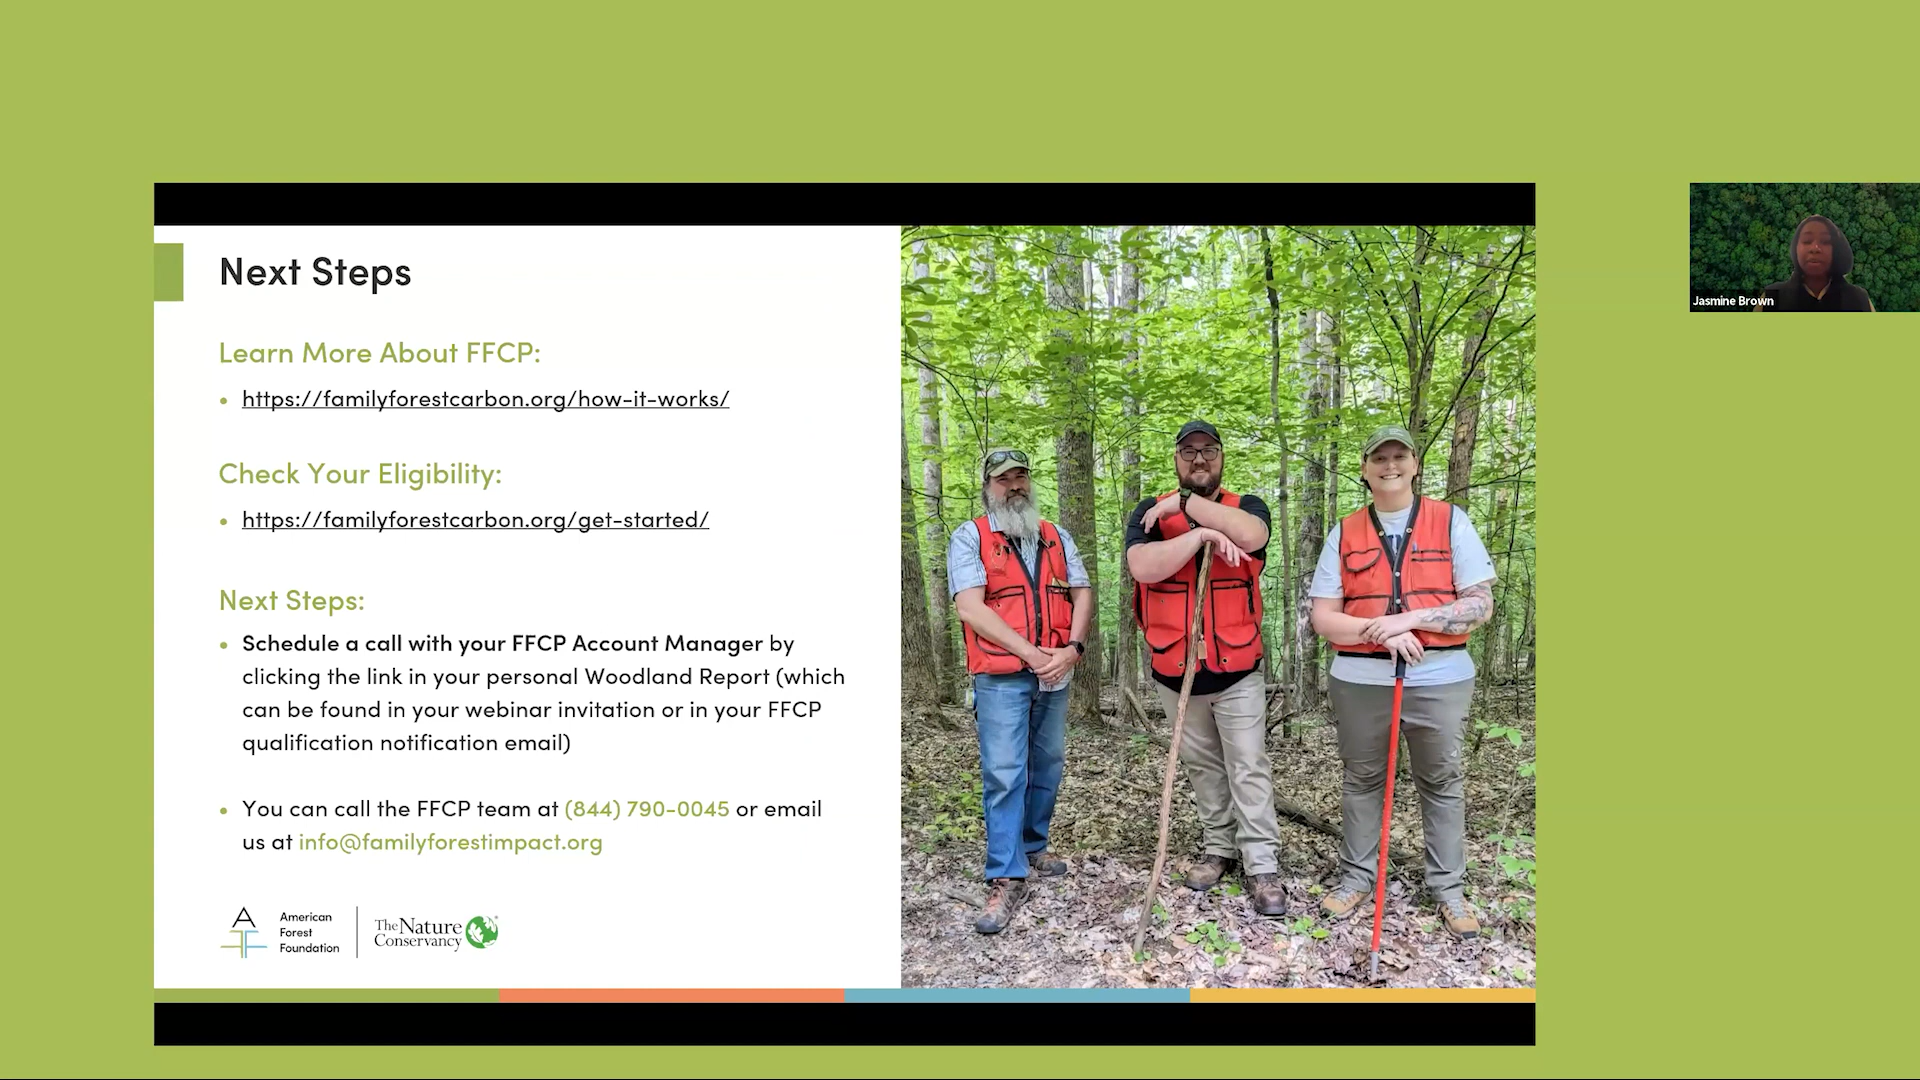 Next Steps
Learn More About FFCP:
• https://familyforestcarbon.org/how-it-works/
Check Your Eligibility:
• https://familyforestcarbon.org/get-started/
Next Steps:
• Schedule a call with your FFCP Account Manager by
clicking the link in your personal Woodland Report (which
can be found in your webinar invitation or in your FFCP
qualification notification email)
• You can call the FFCP team at (844) 790-0045 or email
us at info@familyforestimpact.org
American
Forest
Foundation
The Nature
Conservancy
Jasmine Brown